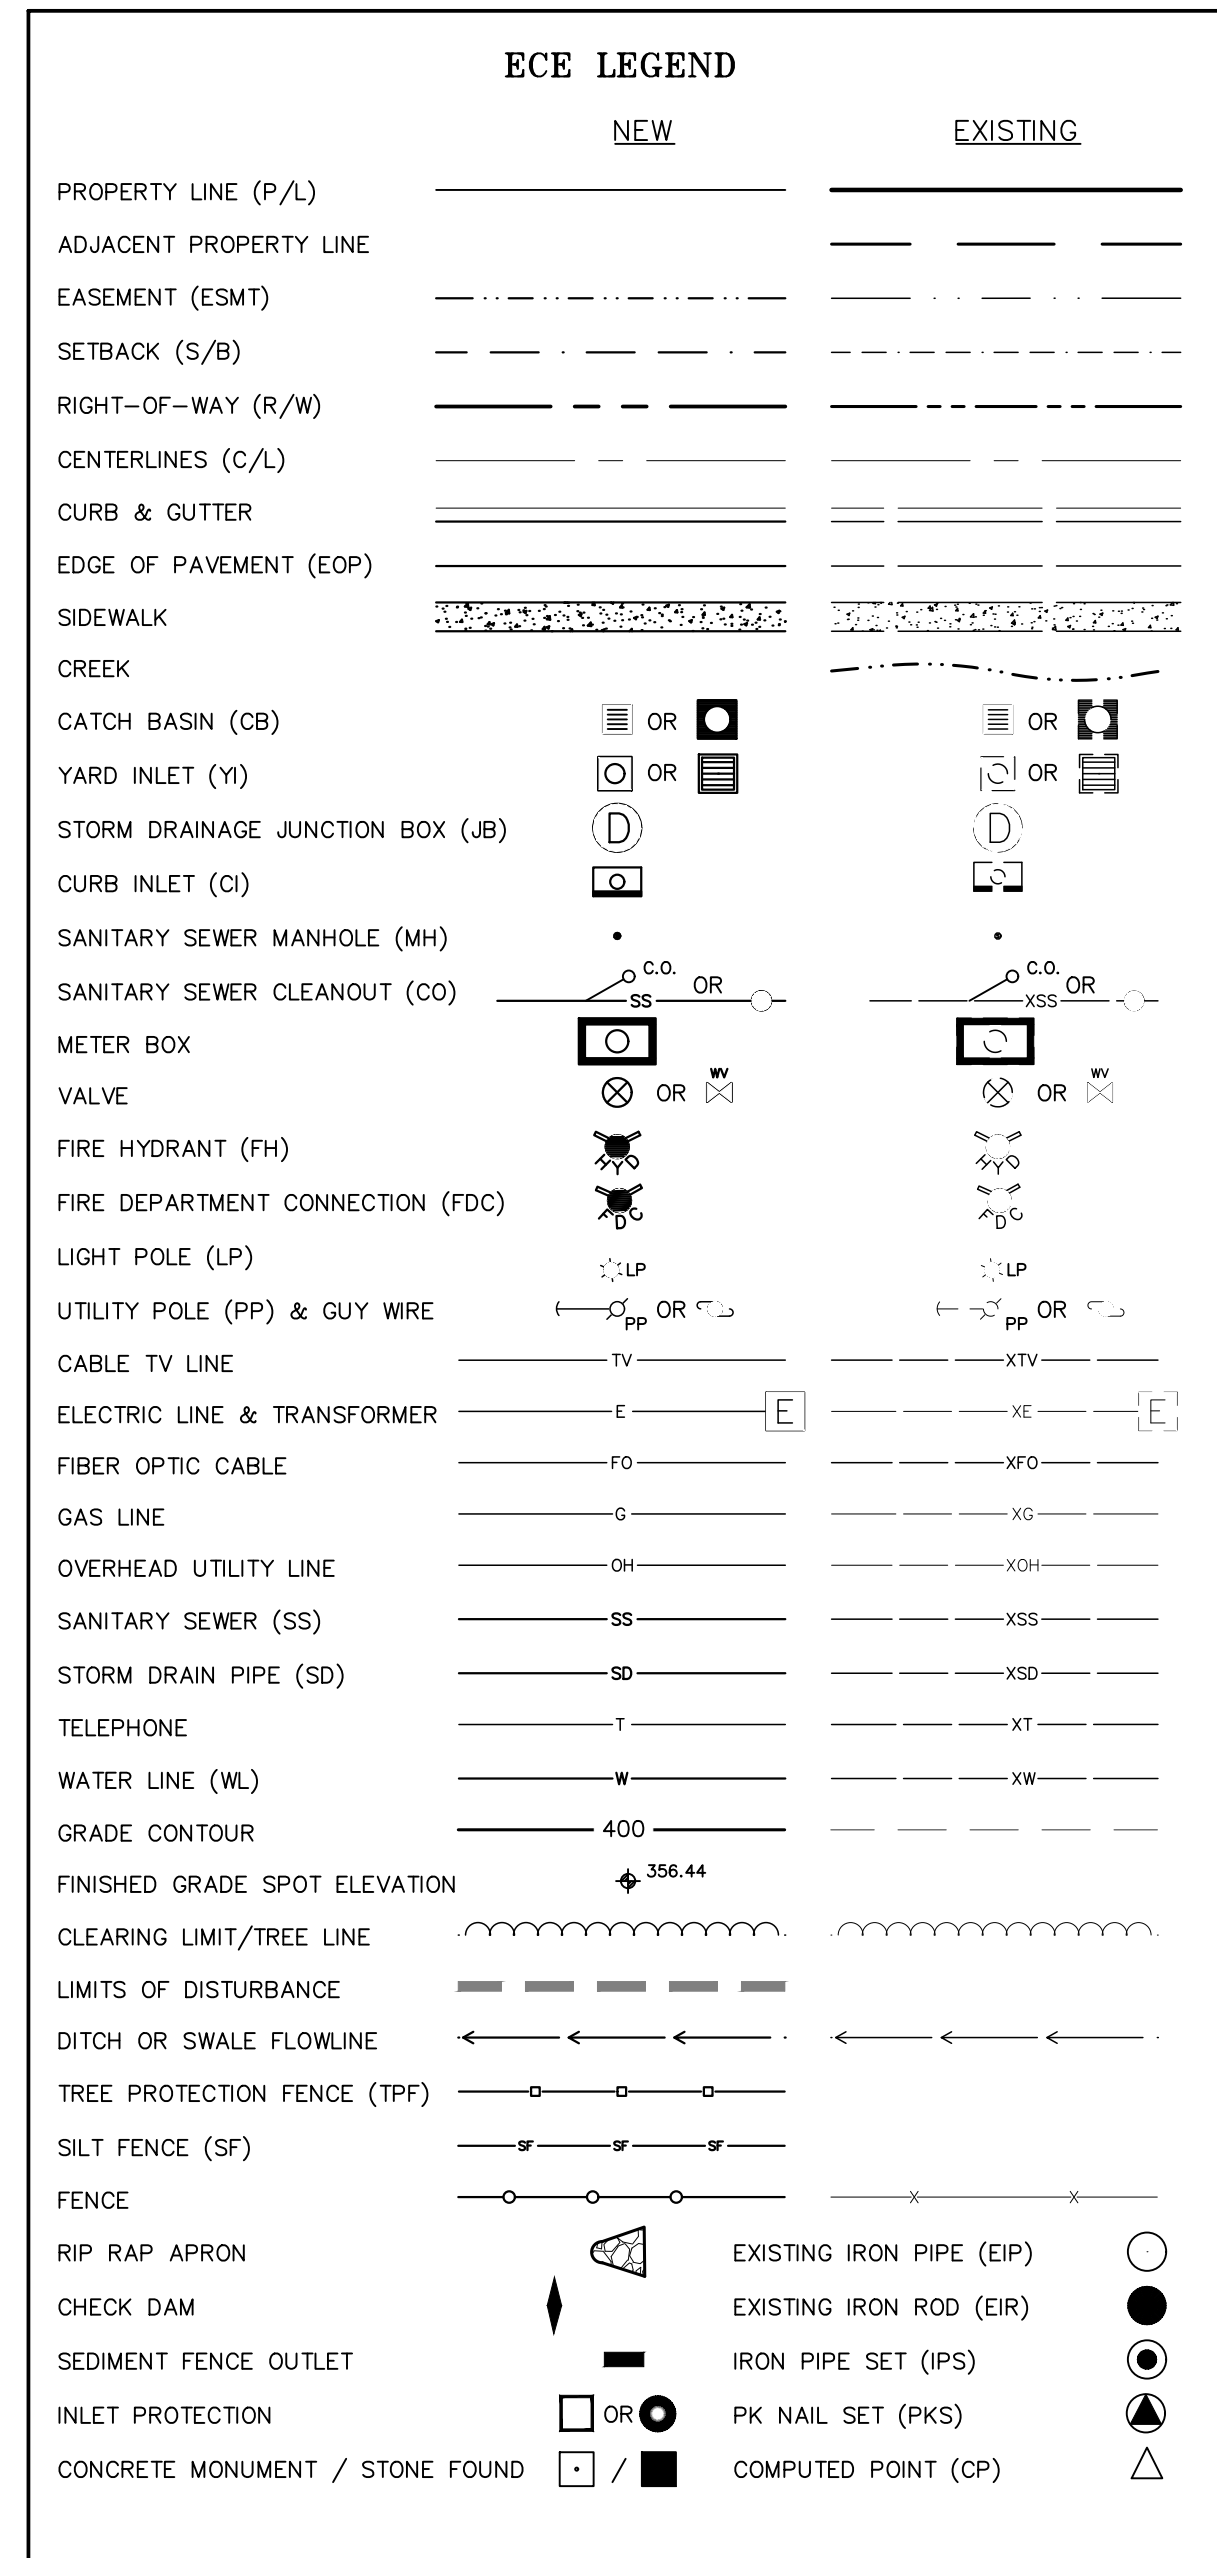 ECE LEGEND
NEW EXISTING
PROPERTY LINE (P/L)
ADJACENT PROPERTY LINE
EASEMENT (ESMT)
SETBACK (S/B)
RIGHT-OF-WAY (R/W)
CENTERLINES (C/L)
CURB & GUTTER
EDGE OF PAVEMENT (EOP)
SIDEWALK
CREEK
CATCH BASIN (CB) OR OR
YARD INLET (YI) OR OR
STORM DRAINAGE JUNCTION BOX (JB) D D
CURB INLET (CI)
SANITARY SEWER MANHOLE (MH)
SANITARY SEWER CLEANOUT (CO) C.O. SS OR C.O. XSS OR
METER BOX
VALVE OR WV OR WV
FIRE HYDRANT (FH) HYD HYD
FIRE DEPARTMENT CONNECTION (FDC) FDC FDC
LIGHT POLE (LP) LP LP
UTILITY POLE (PP) & GUY WIRE PP OR PP OR
CABLE TV LINE TV XTV
ELECTRIC LINE & TRANSFORMER E E XE E
FIBER OPTIC CABLE FO XFO
GAS LINE G XG
OVERHEAD UTILITY LINE OH XOH
SANITARY SEWER (SS) SS XSS
STORM DRAIN PIPE (SD) SD XSD
TELEPHONE T XT
WATER LINE (WL) W XW
GRADE CONTOUR 400
FINISHED GRADE SPOT ELEVATION 356.44
CLEARING LIMIT/TREE LINE
LIMITS OF DISTURBANCE
DITCH OR SWALE FLOWLINE
TREE PROTECTION FENCE (TPF)
SILT FENCE (SF) SF SF SF
FENCE X X
RIP RAP APRON EXISTING IRON PIPE (EIP)
CHECK DAM EXISTING IRON ROD (EIR)
SEDIMENT FENCE OUTLET IRON PIPE SET (IPS)
INLET PROTECTION OR PK NAIL SET (PKS)
CONCRETE MONUMENT / STONE FOUND / COMPUTED POINT (CP)